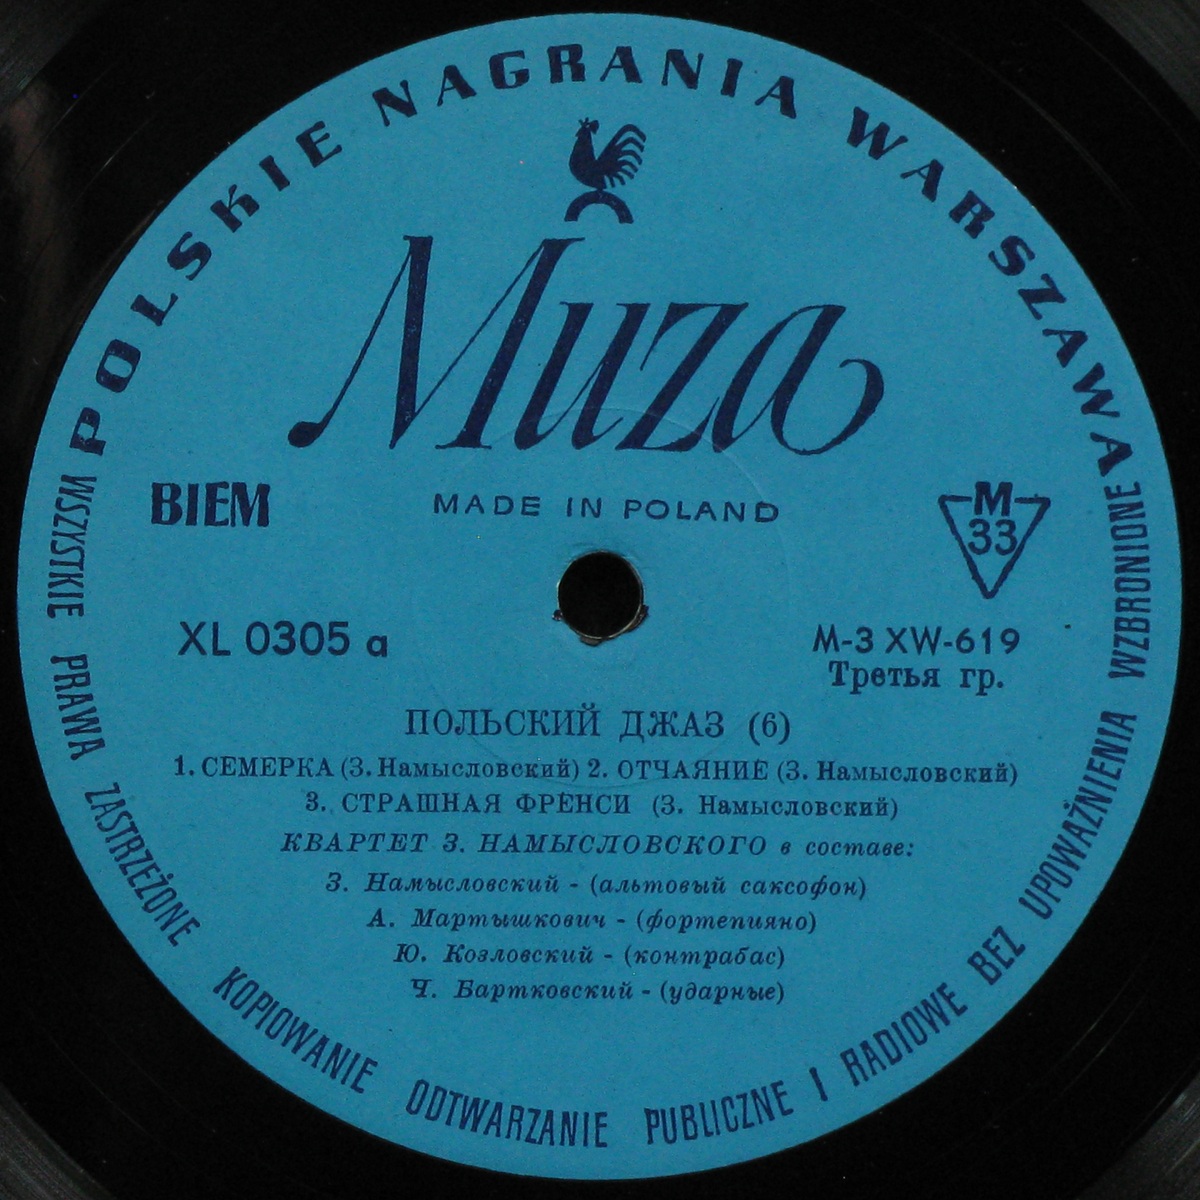 POLSKIE NAGRANIA WARSZAWA
Muza
BIEM
MADE IN POLAND
M
33
XL 0305 a
M-3 XW-619
Третья гр.
ПОЛЬСКИЙ ДЖАЗ (6)
1. СЕМЕРКА (З. Намысловский) 2. ОТЧАЯНИЕ (З. Намысловский)
3. СТРАШНАЯ ФРЕНСИ (З. Намысловский)
КВАРТЕТ З. НАМЫСЛОВСКОГО в составе:
З. Намысловский - (альтовый саксофон)
А. Мартышкович - (фортепияно)
Ю. Козловский - (контрабас)
Ч. Бартковский - (ударные)
WSZYSTKIE PRAWA ZASTRZEŻONE KOPIOWANIE ODTWARZANIE PUBLICZNE I RADIOWE BEZ UPOWAŻNIENIA WZBRONIONE